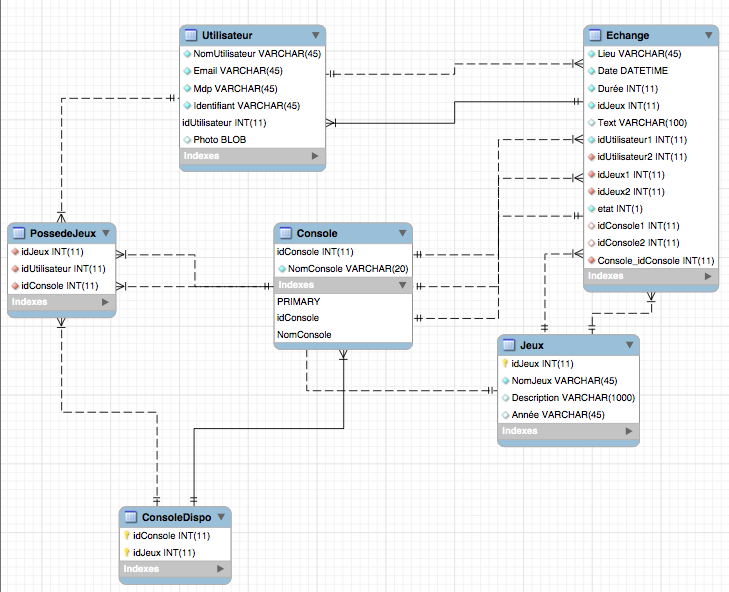 Utilisateur
NomUtilisateur VARCHAR(45)
Email VARCHAR(45)
Mdp VARCHAR(45)
Identifiant VARCHAR(45)
idUtilisateur INT(11)
Photo BLOB
Indexes
Echange
Lieu VARCHAR(45)
Date DATETIME
Durée INT(11)
idJeux INT(11)
Text VARCHAR(100)
idUtilisateur1 INT(11)
idUtilisateur2 INT(11)
idJeux1 INT(11)
idJeux2 INT(11)
etat INT(1)
idConsole1 INT(11)
idConsole2 INT(11)
Console_idConsole INT(11)
Indexes
PossedeJeux
idJeux INT(11)
idUtilisateur INT(11)
idConsole INT(11)
Indexes
Console
idConsole INT(11)
NomConsole VARCHAR(20)
Indexes
PRIMARY
idConsole
NomConsole
Jeux
idJeux INT(11)
NomJeux VARCHAR(45)
Description VARCHAR(1000)
Année VARCHAR(45)
Indexes
ConsoleDispo
idConsole INT(11)
idJeux INT(11)
Indexes